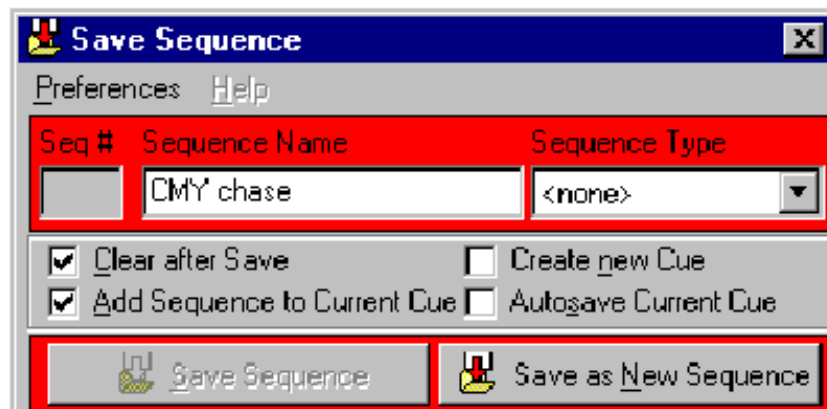 Save Sequence
Preferences Help
Seq # Sequence Name Sequence Type
CMY chase <none>
Clear after Save Create new Cue
Add Sequence to Current Cue Autosave Current Cue
Save Sequence Save as New Sequence